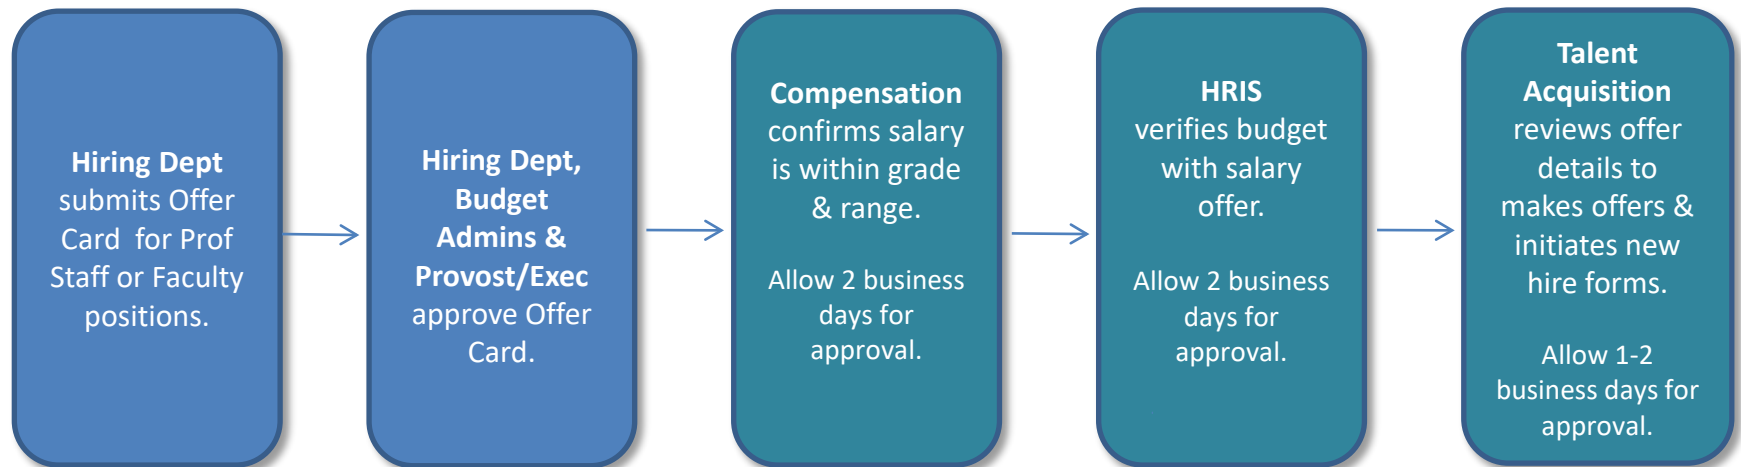 Hiring Dept
submits Offer
Card  for Prof
Staff or Faculty
positions.
Hiring Dept,
Budget
Admins &
Provost/Exec
approve Offer
Card.
Compensation
confirms salary
is within grade
& range.
Allow 2 business
days for
approval.
HRIS
verifies budget
with salary
offer.
Allow 2 business
days for
approval.
Talent
Acquisition
reviews offer
details to
makes offers &
initiates new
hire forms.
Allow 1-2
business days for
approval.